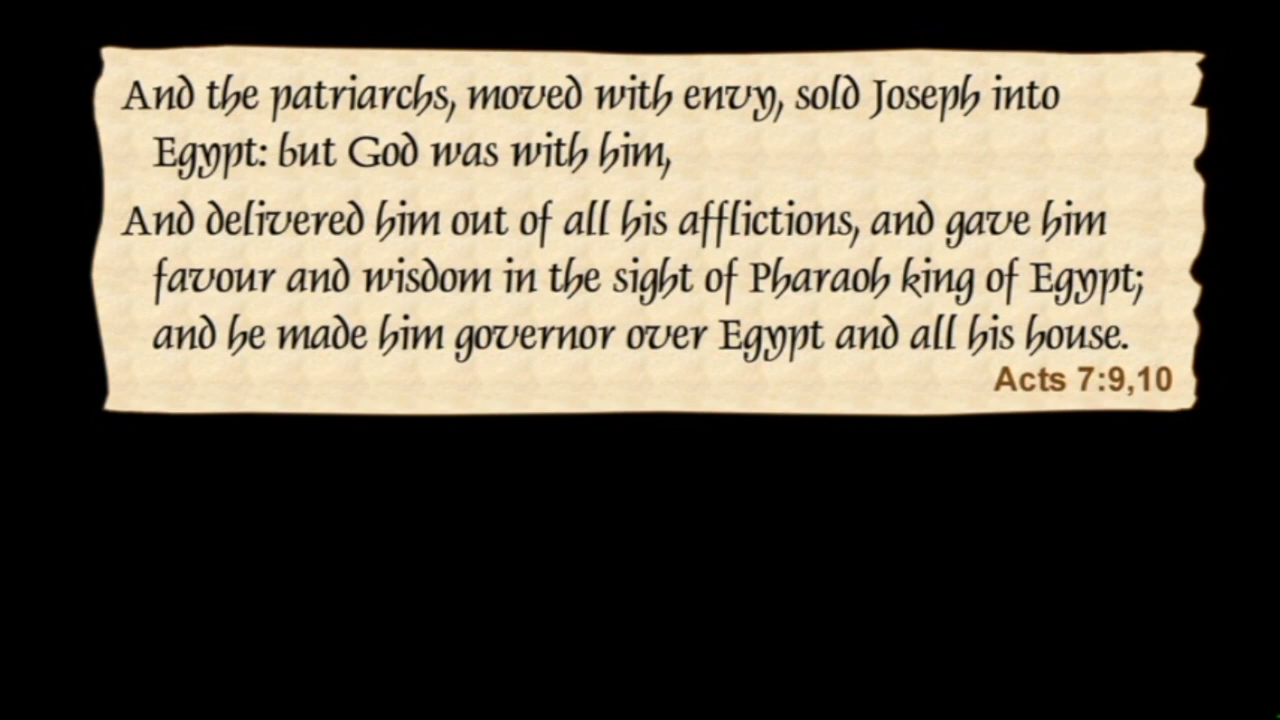 And the patriarchs, moved with envy, sold Joseph into
Egypt: but God was with him,
And delivered him out of all his afflictions, and gave him
favour and wisdom in the sight of Pharaoh king of Egypt;
and he made him governor over Egypt and all his house.
Acts 7:9,10